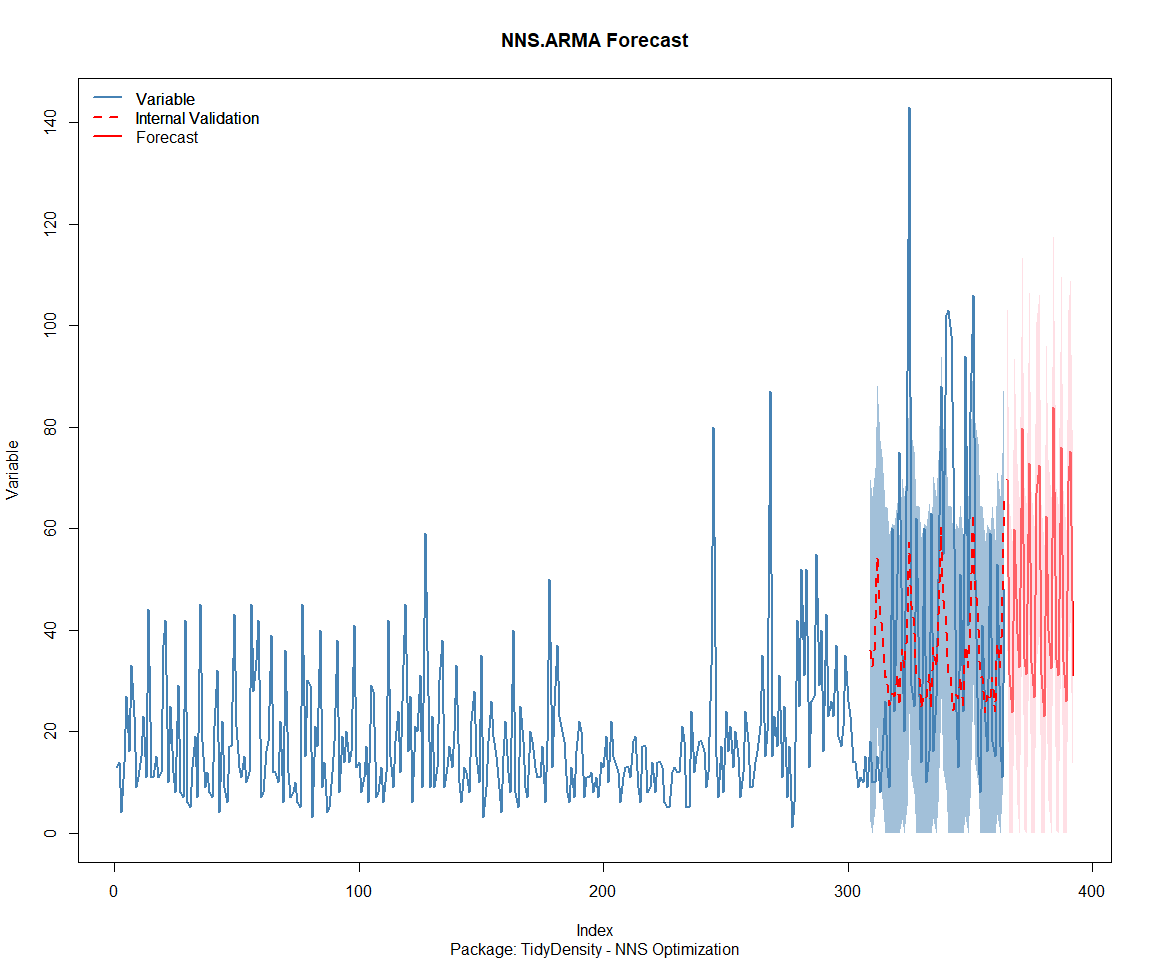 NNS.ARMA Forecast
Variable
Internal Validation
Forecast
Variable
140
120
100
80
60
40
20
0
0 100 200 300 400
Index
Package: TidyDensity - NNS Optimization